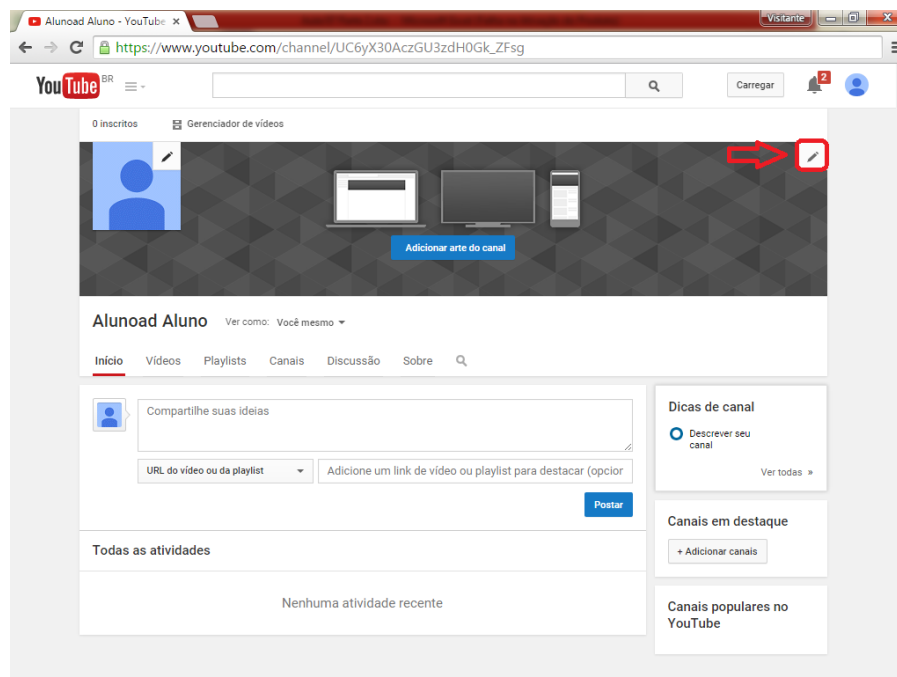 Alunoad Aluno - YouTube
Visitante
https://www.youtube.com/channel/UC6yX30AczGU3zdH0Gk_ZFsg
YouTube BR
Carregar
2
0 inscritos
Gerenciador de vídeos
Adicionar arte do canal
Alunoad Aluno
Ver como: Você mesmo
Início Vídeos Playlists Canais Discussão Sobre
Compartilhe suas ideias
URL do vídeo ou da playlist
Adicione um link de vídeo ou playlist para destacar (opcior
Postar
Todas as atividades
Nenhuma atividade recente
Dicas de canal
Descrever seu
canal
Ver todas »
Canais em destaque
+ Adicionar canais
Canais populares no
YouTube